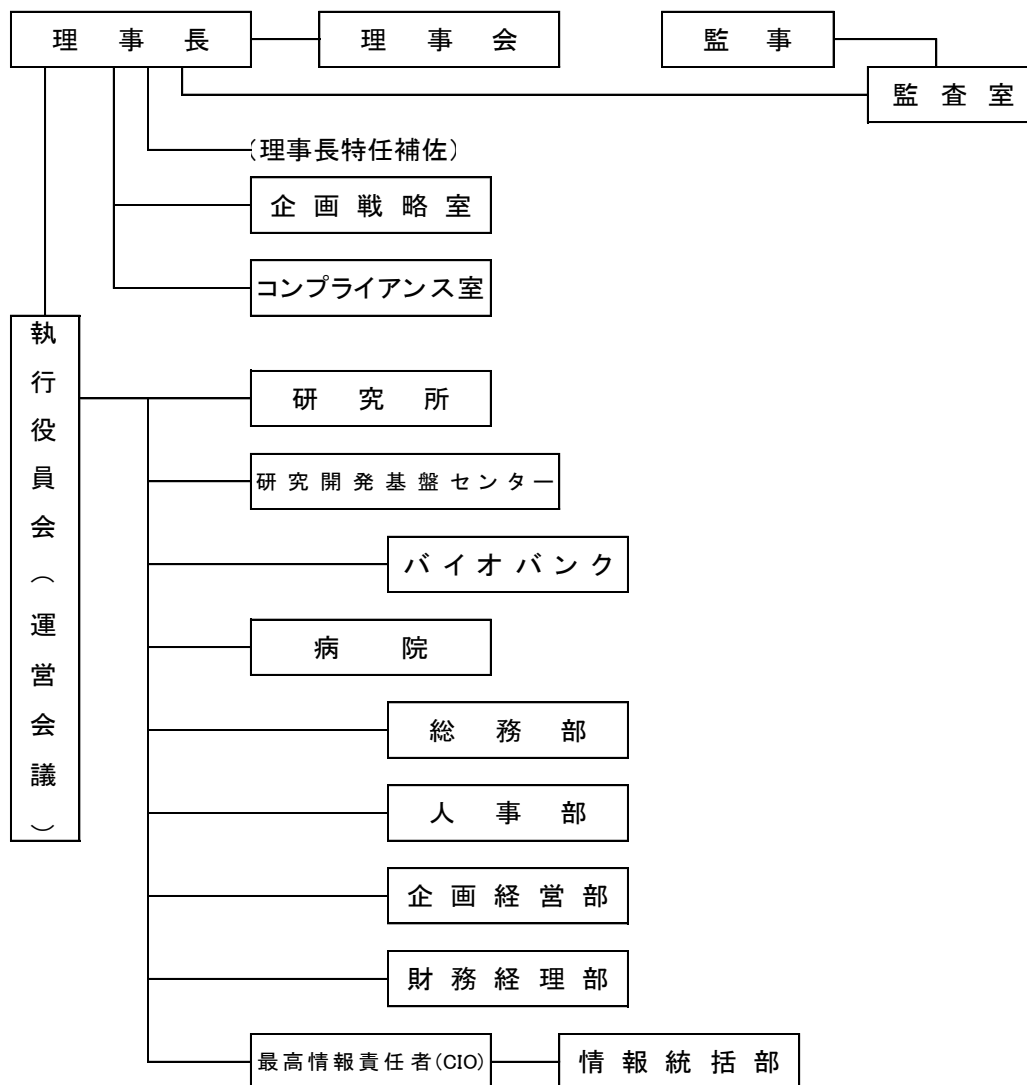 理事長
理事会
監事
監査室
(理事長特任補佐)
企画戦略室
コンプライアンス室
執行役員会(運営会議)
研究所
研究開発基盤センター
バイオバンク
病院
総務部
人事部
企画経営部
財務経理部
最高情報責任者(CIO)
情報統括部